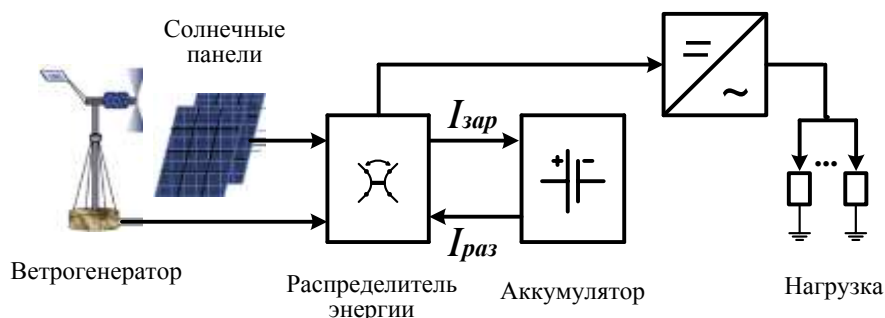 Солнечные
панели
Iзар
+ -
= ~
...
Iраз
Ветрогенератор
Распределитель
энергии
Аккумулятор
Нагрузка